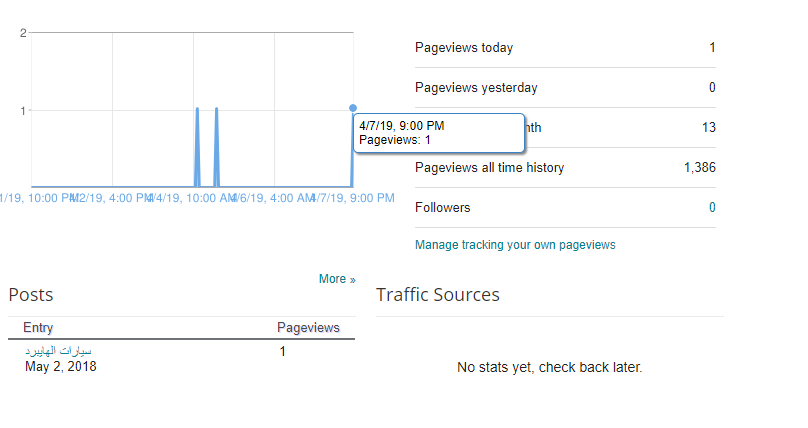 2
1
1/19, 10:00 PM
4/2/19, 4:00 PM
4/4/19, 10:00 AM
4/6/19, 4:00 AM
4/7/19, 9:00 PM
4/7/19, 9:00 PM
Pageviews: 1
Pageviews today 1
Pageviews yesterday 0
nth 13
Pageviews all time history 1,386
Followers 0
Manage tracking your own pageviews
More »
Posts
Entry Pageviews
سيارات الهايبرد 1
May 2, 2018
Traffic Sources
No stats yet, check back later.